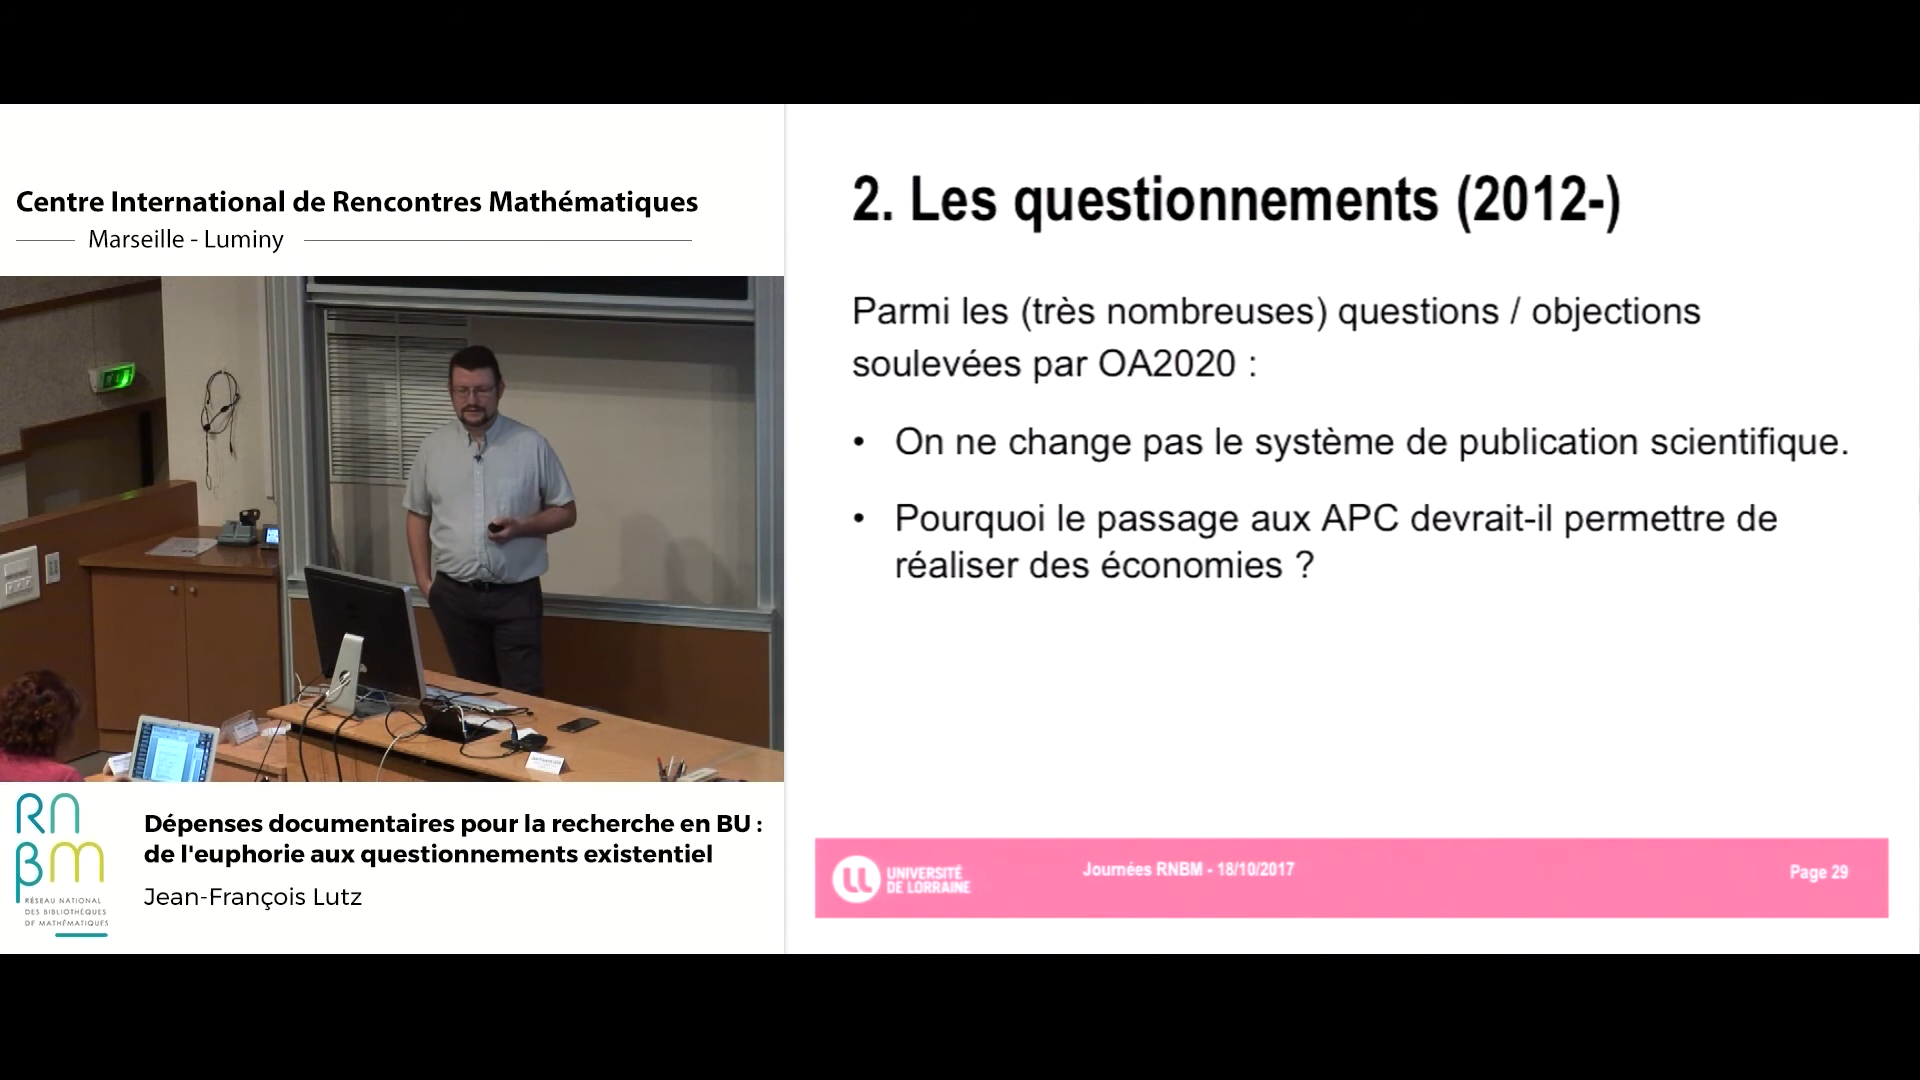 Centre International de Rencontres Mathématiques
Marseille - Luminy
RN
BM
RÉSEAU NATIONAL
DES BIBLIOTHÈQUES
DE MATHÉMATIQUES
Dépenses documentaires pour la recherche en BU :
de l'euphorie aux questionnements existentiel
Jean-François Lutz
2. Les questionnements (2012-)
Parmi les (très nombreuses) questions / objections
soulevées par OA2020 :
• On ne change pas le système de publication scientifique.
• Pourquoi le passage aux APC devrait-il permettre de
réaliser des économies ?
UNIVERSITÉ
DE LORRAINE
Journées RNBM - 18/10/2017
Page 29